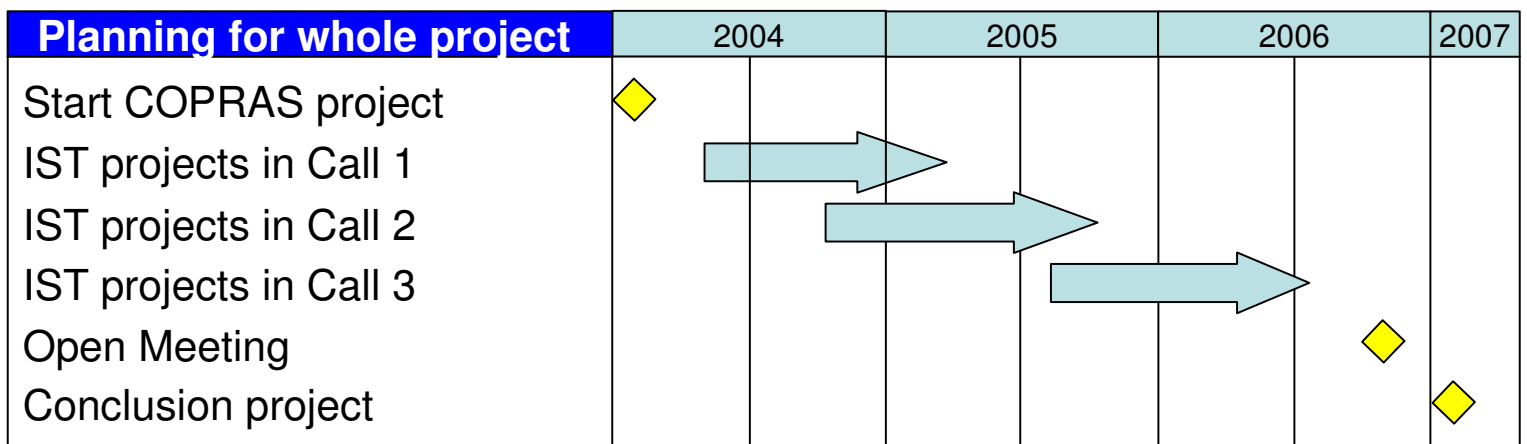 Planning for whole project 2004 2005 2006 2007
Start COPRAS project
IST projects in Call 1
IST projects in Call 2
IST projects in Call 3
Open Meeting
Conclusion project